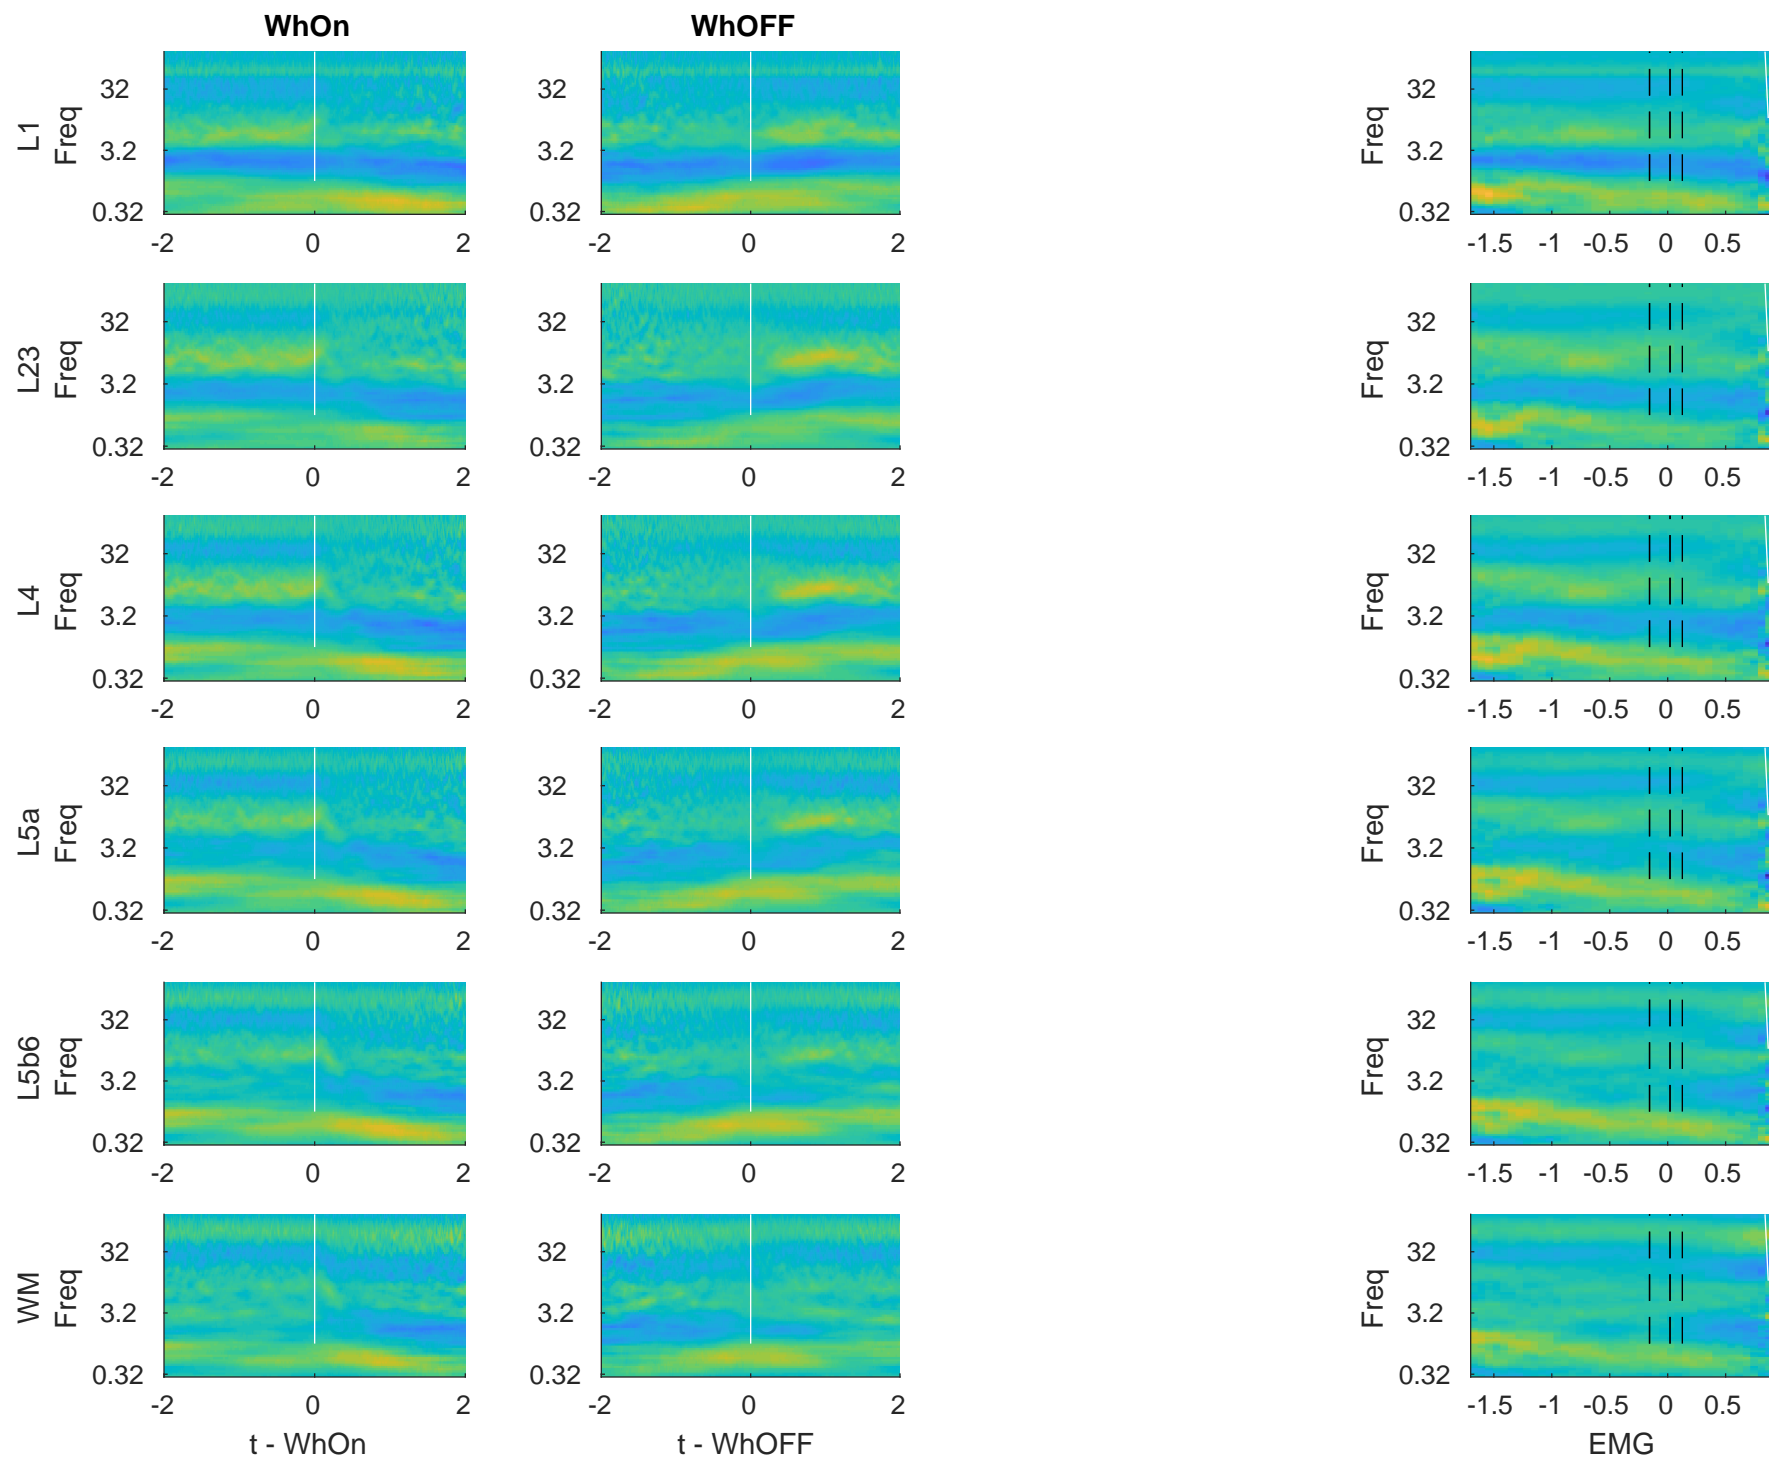 WhOn WhOFF
L1 Freq 32 3.2 0.32 -2 0 2 32 3.2 0.32 -2 0 2 Freq 32 3.2 0.32 -1.5 -1 -0.5 0 0.5
L23 Freq 32 3.2 0.32 -2 0 2 32 3.2 0.32 -2 0 2 Freq 32 3.2 0.32 -1.5 -1 -0.5 0 0.5
L4 Freq 32 3.2 0.32 -2 0 2 32 3.2 0.32 -2 0 2 Freq 32 3.2 0.32 -1.5 -1 -0.5 0 0.5
L5a Freq 32 3.2 0.32 -2 0 2 32 3.2 0.32 -2 0 2 Freq 32 3.2 0.32 -1.5 -1 -0.5 0 0.5
L5b6 Freq 32 3.2 0.32 -2 0 2 32 3.2 0.32 -2 0 2 Freq 32 3.2 0.32 -1.5 -1 -0.5 0 0.5
WM Freq 32 3.2 0.32 -2 0 2 32 3.2 0.32 -2 0 2 Freq 32 3.2 0.32 -1.5 -1 -0.5 0 0.5
t - WhOn t - WhOFF EMG